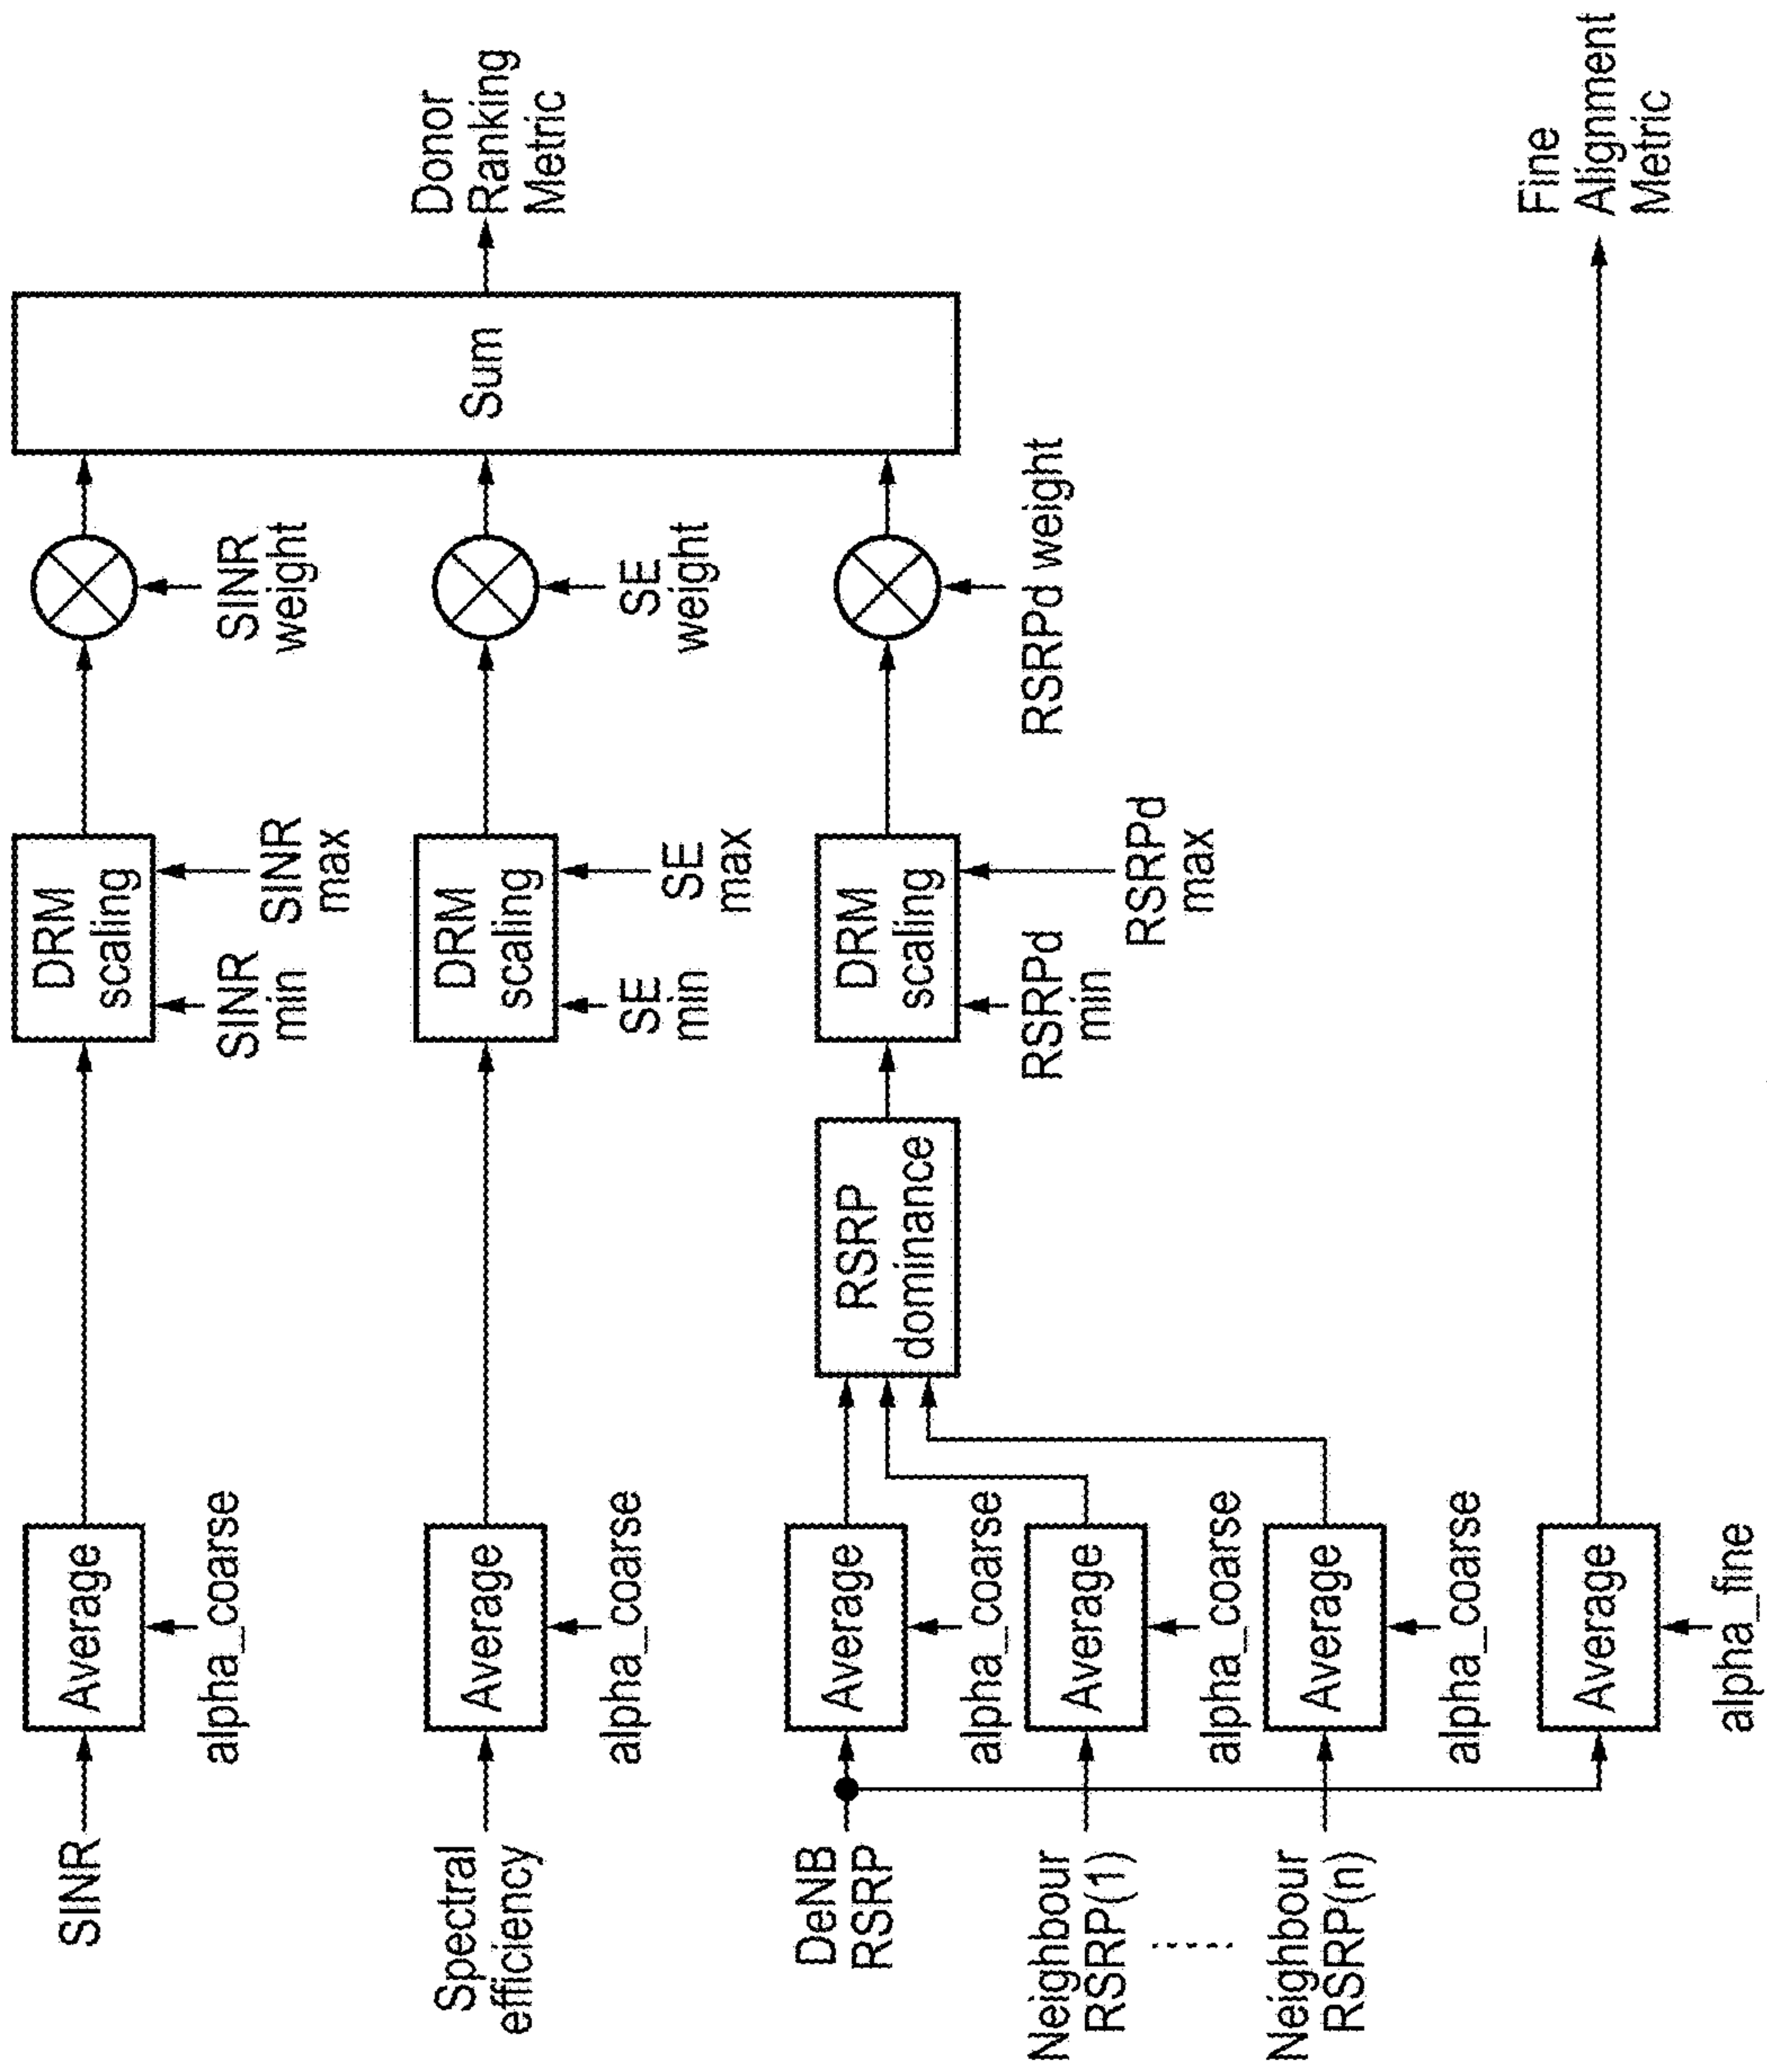 SINR
Average
alpha_coarse
DRM
scaling
SINR
min
SINR
max
SINR
weight
Spectral
efficiency
Average
alpha_coarse
DRM
scaling
SE
min
SE
max
SE
weight
Sum
Donor
Ranking
Metric
DeNB
RSRP
Average
alpha_coarse
Neighbour
RSRP(1)
Average
alpha_coarse
Neighbour
RSRP(n)
Average
alpha_coarse
RSRP
dominance
DRM
scaling
RSRPd
min
RSRPd
max
RSRPd weight
Average
alpha_fine
Fine
Alignment
Metric